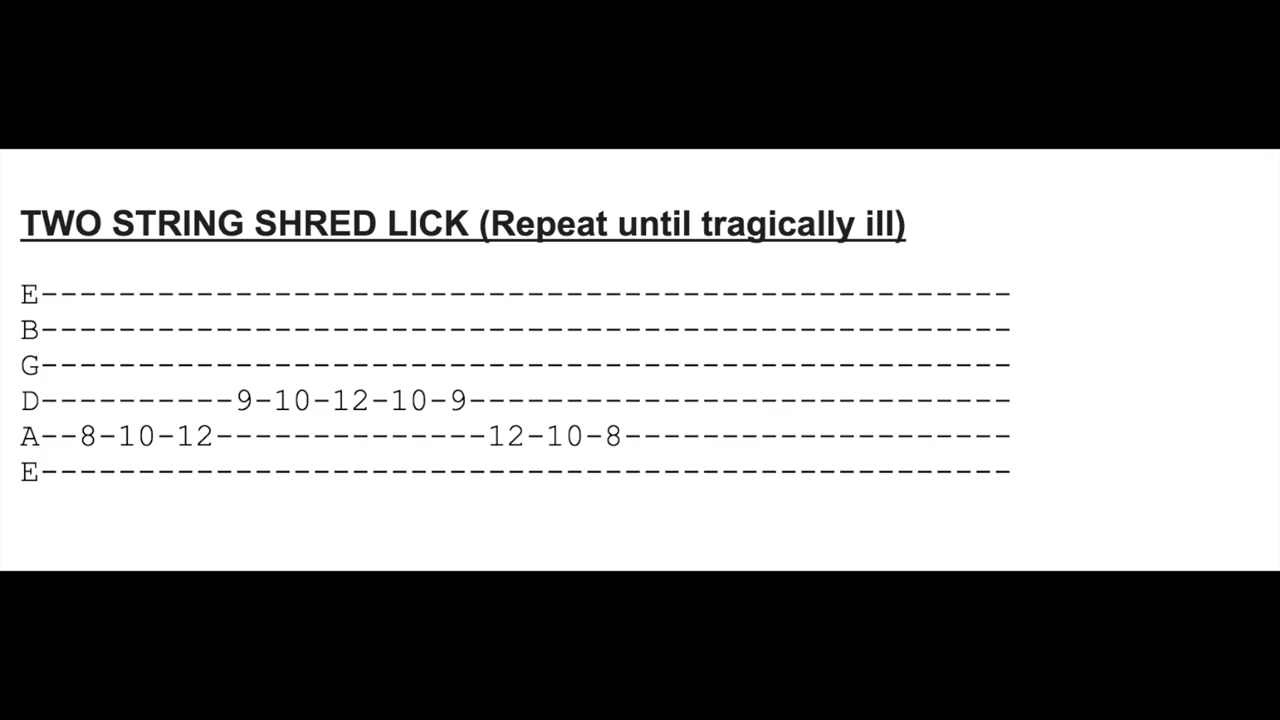 TWO STRING SHRED LICK (Repeat until tragically ill)
E--------------------------------------------------
B--------------------------------------------------
G--------------------------------------------------
D----------9-10-12-10-9----------------------------
A--8-10-12--------------12-10-8--------------------
E--------------------------------------------------